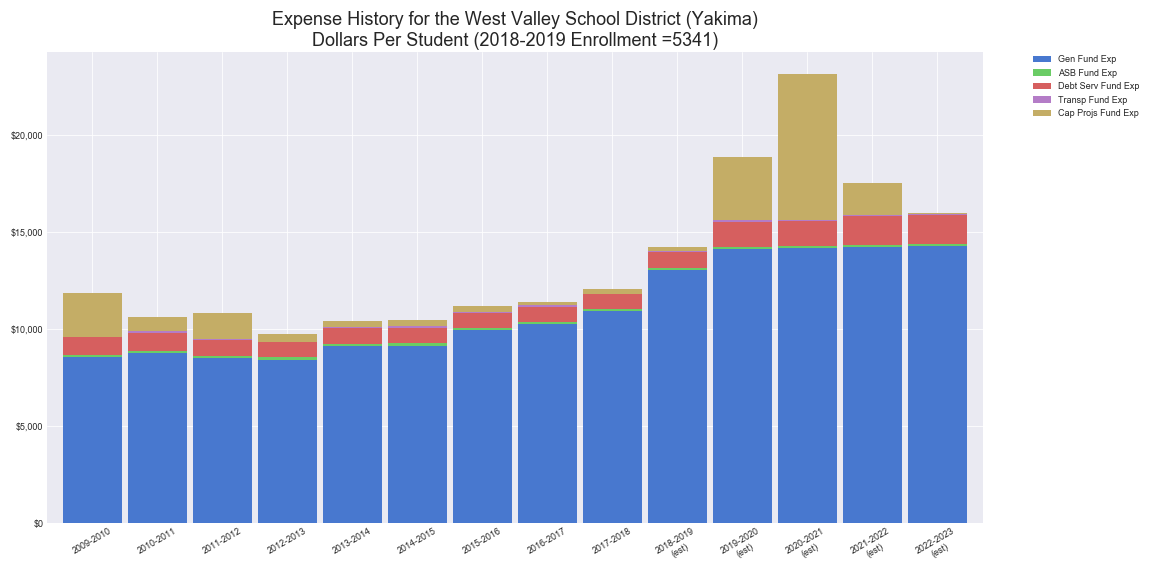 Expense History for the West Valley School District (Yakima)
Dollars Per Student (2018-2019 Enrollment =5341)
Gen Fund Exp
ASB Fund Exp
Debt Serv Fund Exp
Transp Fund Exp
Cap Projs Fund Exp
$20,000
$15,000
$10,000
$5,000
$0
2009-2010
2010-2011
2011-2012
2012-2013
2013-2014
2014-2015
2015-2016
2016-2017
2017-2018
2018-2019
(est)
2019-2020
(est)
2020-2021
(est)
2021-2022
(est)
2022-2023
(est)